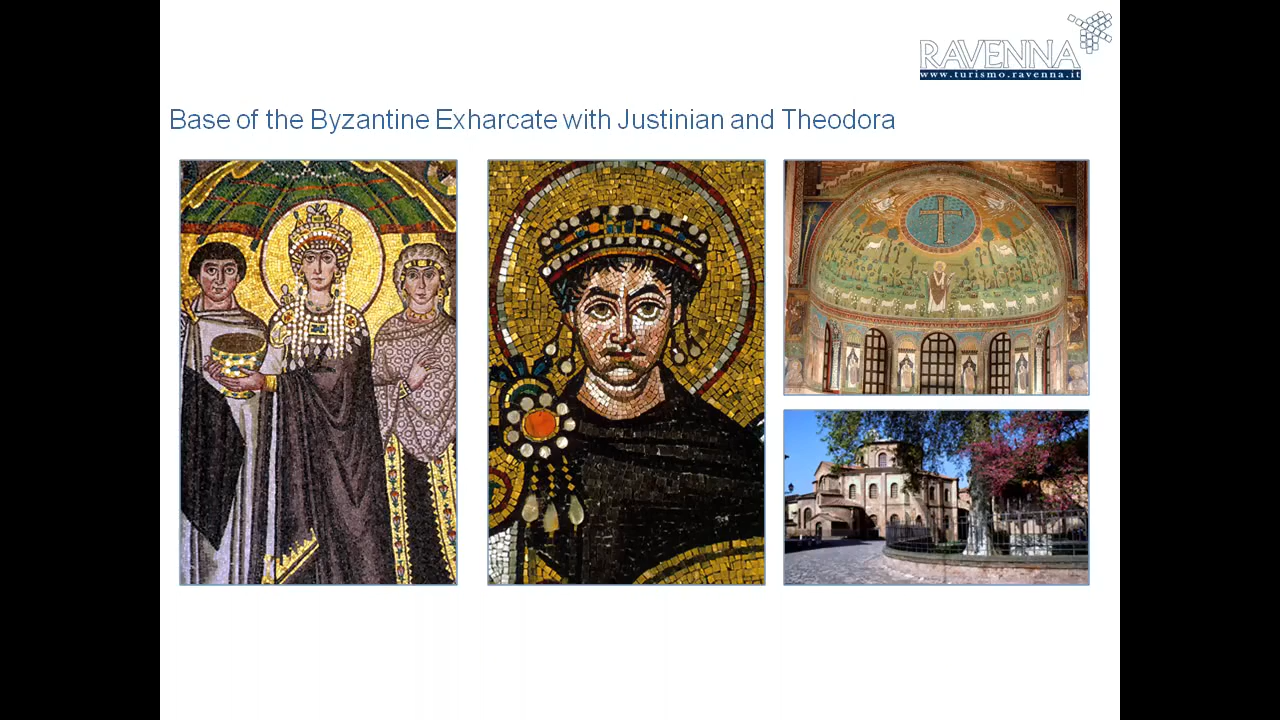 RAVENNA
www.turismo.ravenna.it
Base of the Byzantine Exharcate with Justinian and Theodora